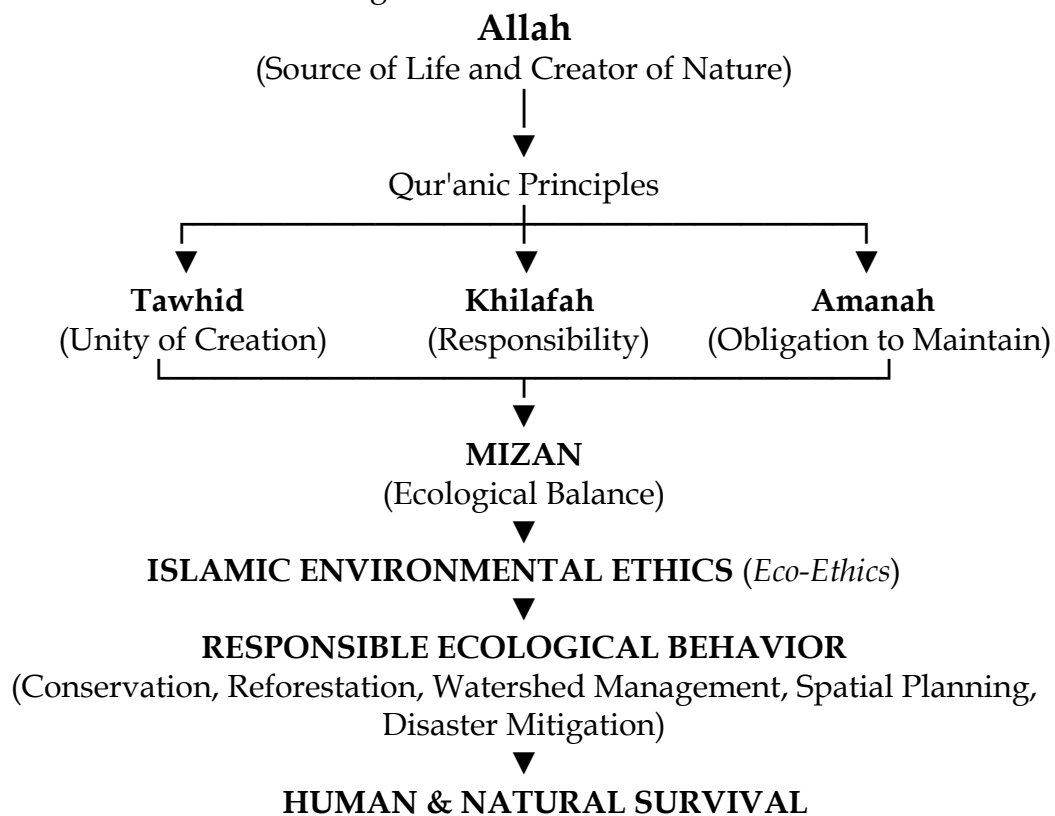 Allah
(Source of Life and Creator of Nature)
Qur'anic Principles
Tawhid
(Unity of Creation)
Khilafah
(Responsibility)
Amanah
(Obligation to Maintain)
MIZAN
(Ecological Balance)
ISLAMIC ENVIRONMENTAL ETHICS (Eco-Ethics)
RESPONSIBLE ECOLOGICAL BEHAVIOR
(Conservation, Reforestation, Watershed Management, Spatial Planning,
Disaster Mitigation)
HUMAN & NATURAL SURVIVAL